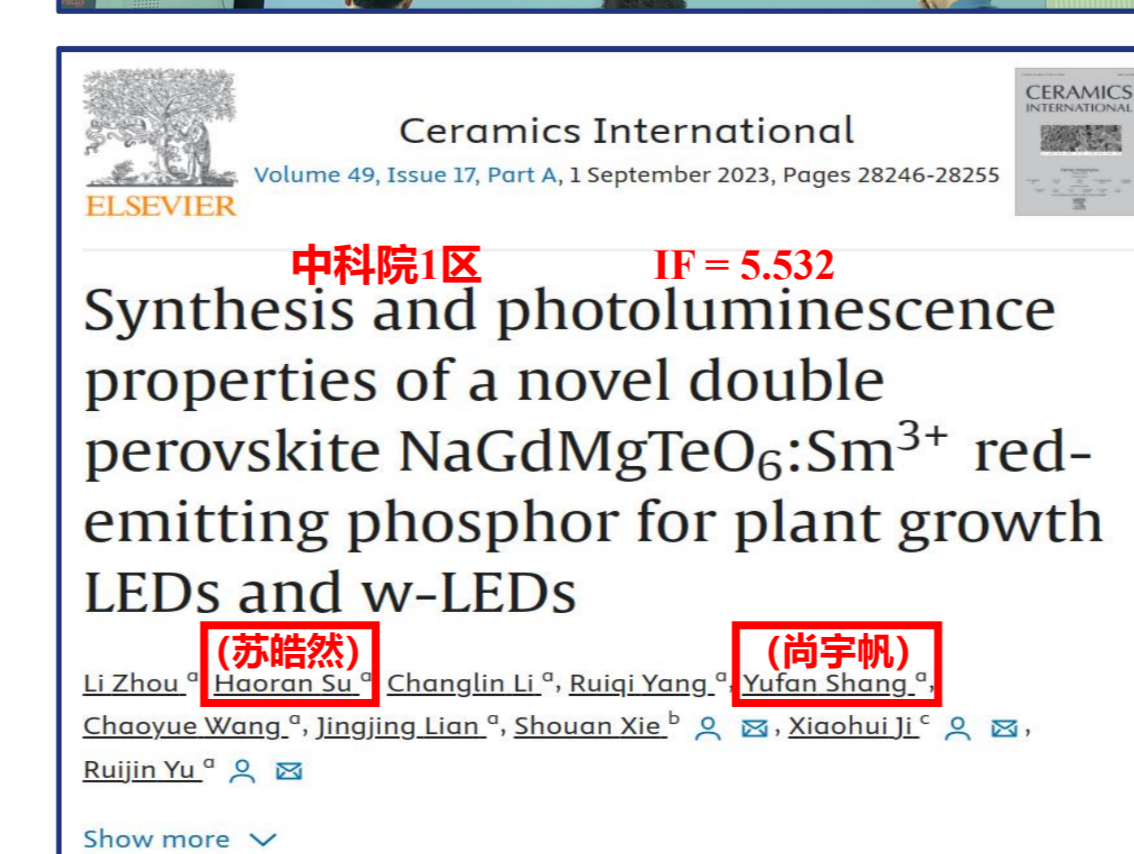 CERAMICS
INTERNATIONAL
Ceramics International
Volume 49, Issue 17, Part A, 1 September 2023, Pages 28246-28255
ELSEVIER
中科院1区 IF = 5.532
Synthesis and photoluminescence
properties of a novel double
perovskite NaGdMgTeO₆:Sm³⁺ red-
emitting phosphor for plant growth
LEDs and w-LEDs
(苏皓然) (尚宇帆)
Li Zhou ᵃ, Haoran Su ᵃ, Changlin Li ᵃ, Ruiqi Yang ᵃ, Yufan Shang ᵃ,
Chaoyue Wang ᵃ, Jingjing Lian ᵃ, Shouan Xie ᵇ, Xiaohui Ji ᶜ,
Ruijin Yu ᵃ
Show more